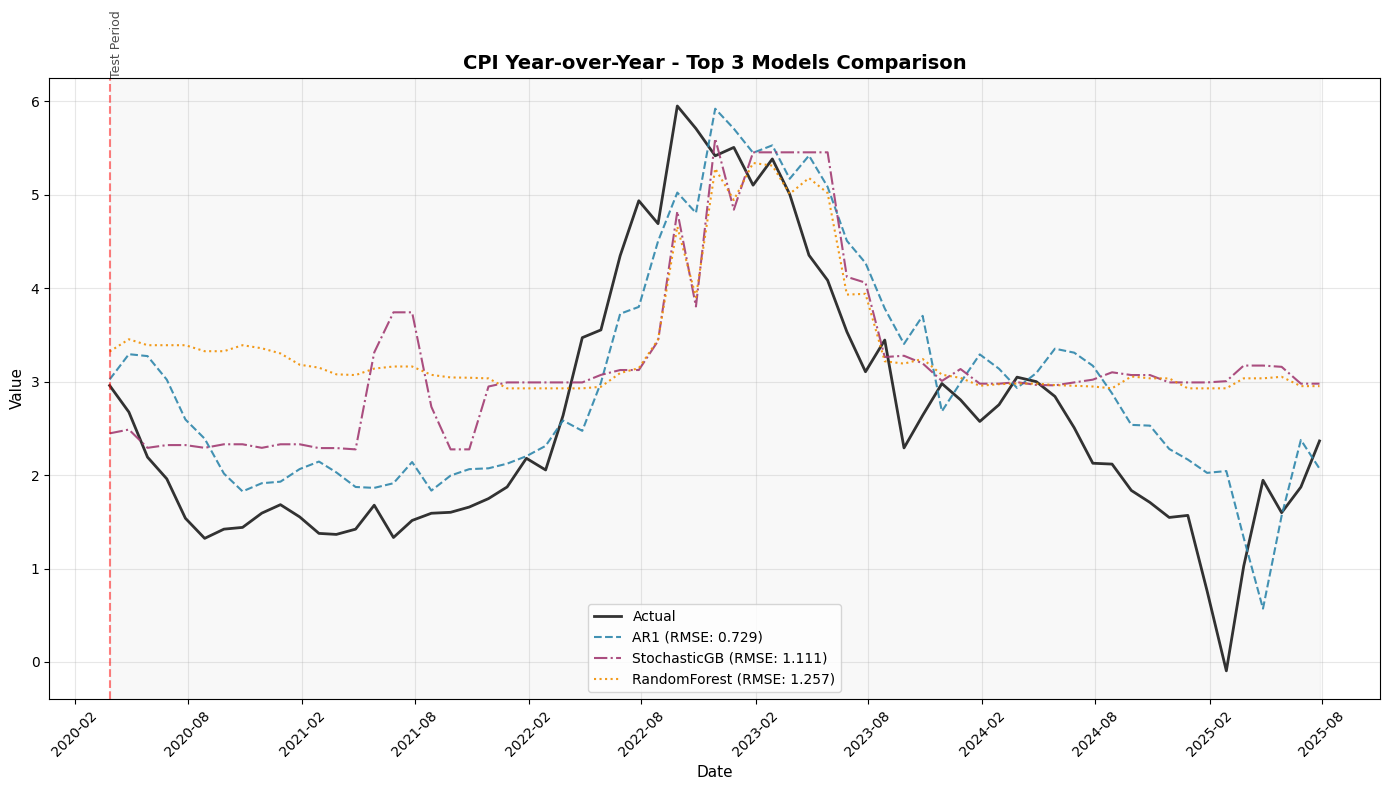 Test Period
CPI Year-over-Year - Top 3 Models Comparison
Value
6
5
4
3
2
1
0
Actual
AR1 (RMSE: 0.729)
StochasticGB (RMSE: 1.111)
RandomForest (RMSE: 1.257)
2020-02
2020-08
2021-02
2021-08
2022-02
2022-08
2023-02
2023-08
2024-02
2024-08
2025-02
2025-08
Date